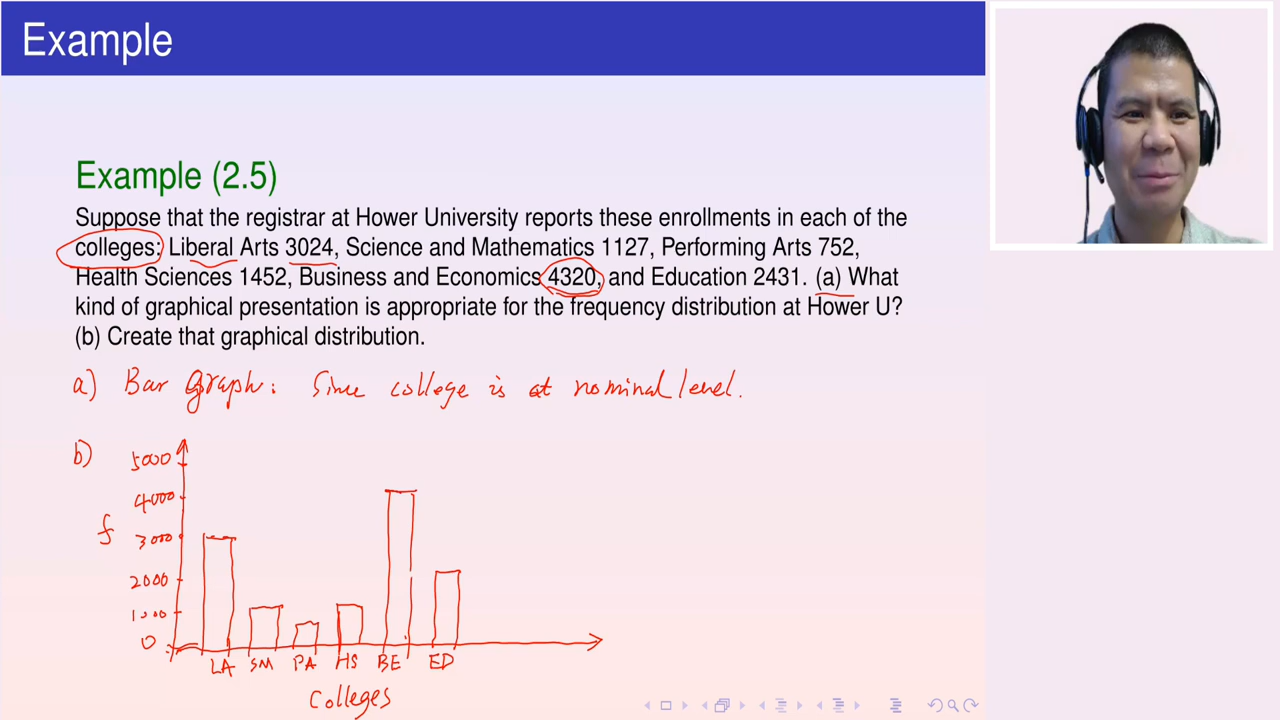 Example
Example (2.5)
Suppose that the registrar at Hower University reports these enrollments in each of the
colleges: Liberal Arts 3024, Science and Mathematics 1127, Performing Arts 752,
Health Sciences 1452, Business and Economics 4320, and Education 2431. (a) What
kind of graphical presentation is appropriate for the frequency distribution at Hower U?
(b) Create that graphical distribution.
a) Bar Graph: Since college is at nominal level.
b)
5000
4000
f
3000
2000
1000
0
LA SM PA HS BE ED
Colleges